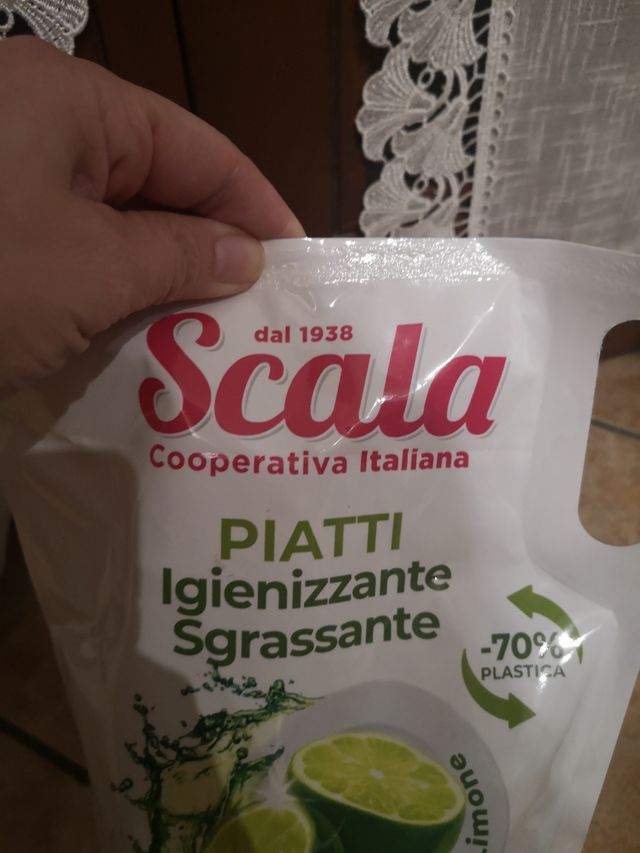 dal 1938
Scala
Cooperativa Italiana
PIATTI
Igienizzante
Sgrassante
-70%
PLASTICA